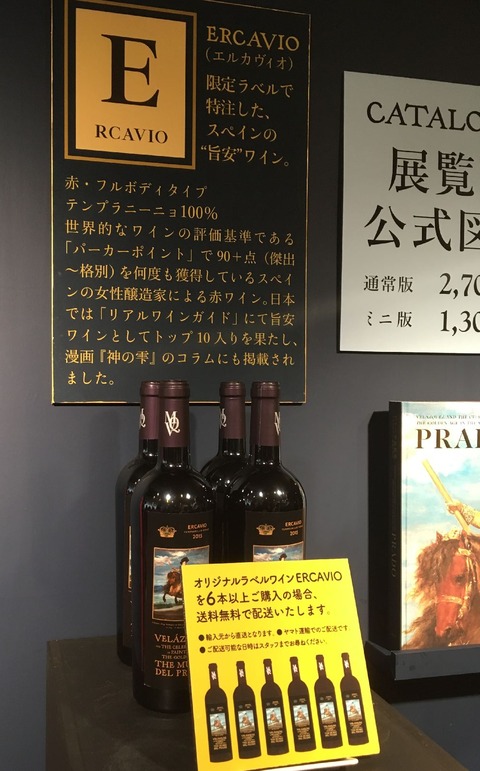 E
RCAVIO
ERCAVIO
(エルカヴィオ)
限定ラベルで
特注した、
スペインの
“旨安”ワイン。
赤・フルボディタイプ
テンプラニーニョ100%
世界的なワインの評価基準である
「パーカーポイント」で90+点(傑出
〜格別)を何度も獲得しているスペイ
ンの女性醸造家による赤ワイン。日本
では「リアルワインガイド」にて旨安
ワインとしてトップ10入りを果たし、
漫画『神の雫』のコラムにも掲載され
ました。
CATALO
展覧
公式図
通常版 2,70
ミニ版 1,30
PRA
ERCAVIO
2015
ERCAVIO
2015
VELÁZ
THE MU
DEL PR
オリジナルラベルワインERCAVIO
を6本以上ご購入の場合、
送料無料で配送いたします。
●輸入元から直送となります。●ヤマト運輸でのご配送です。
●ご配送可能な日時はスタッフまでお尋ねください。